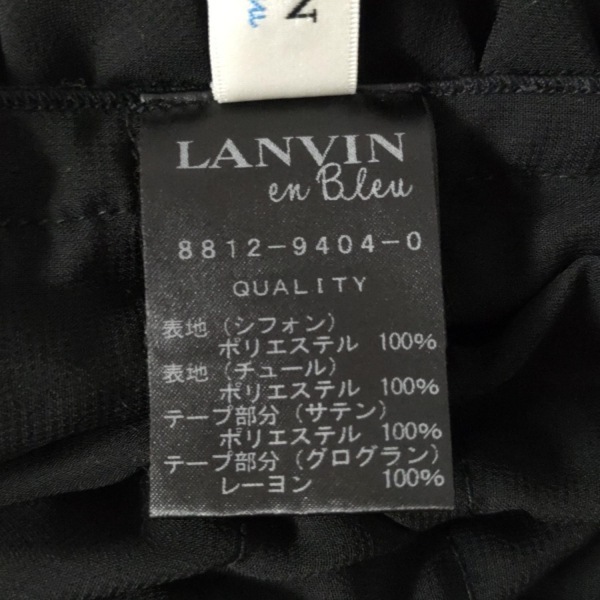 LANVIN
en Bleu
8812-9404-0
QUALITY
表地（シフォン）
ポリエステル 100%
表地（チュール）
ポリエステル 100%
テープ部分（サテン）
ポリエステル 100%
テープ部分（グログラン）
レーヨン 100%